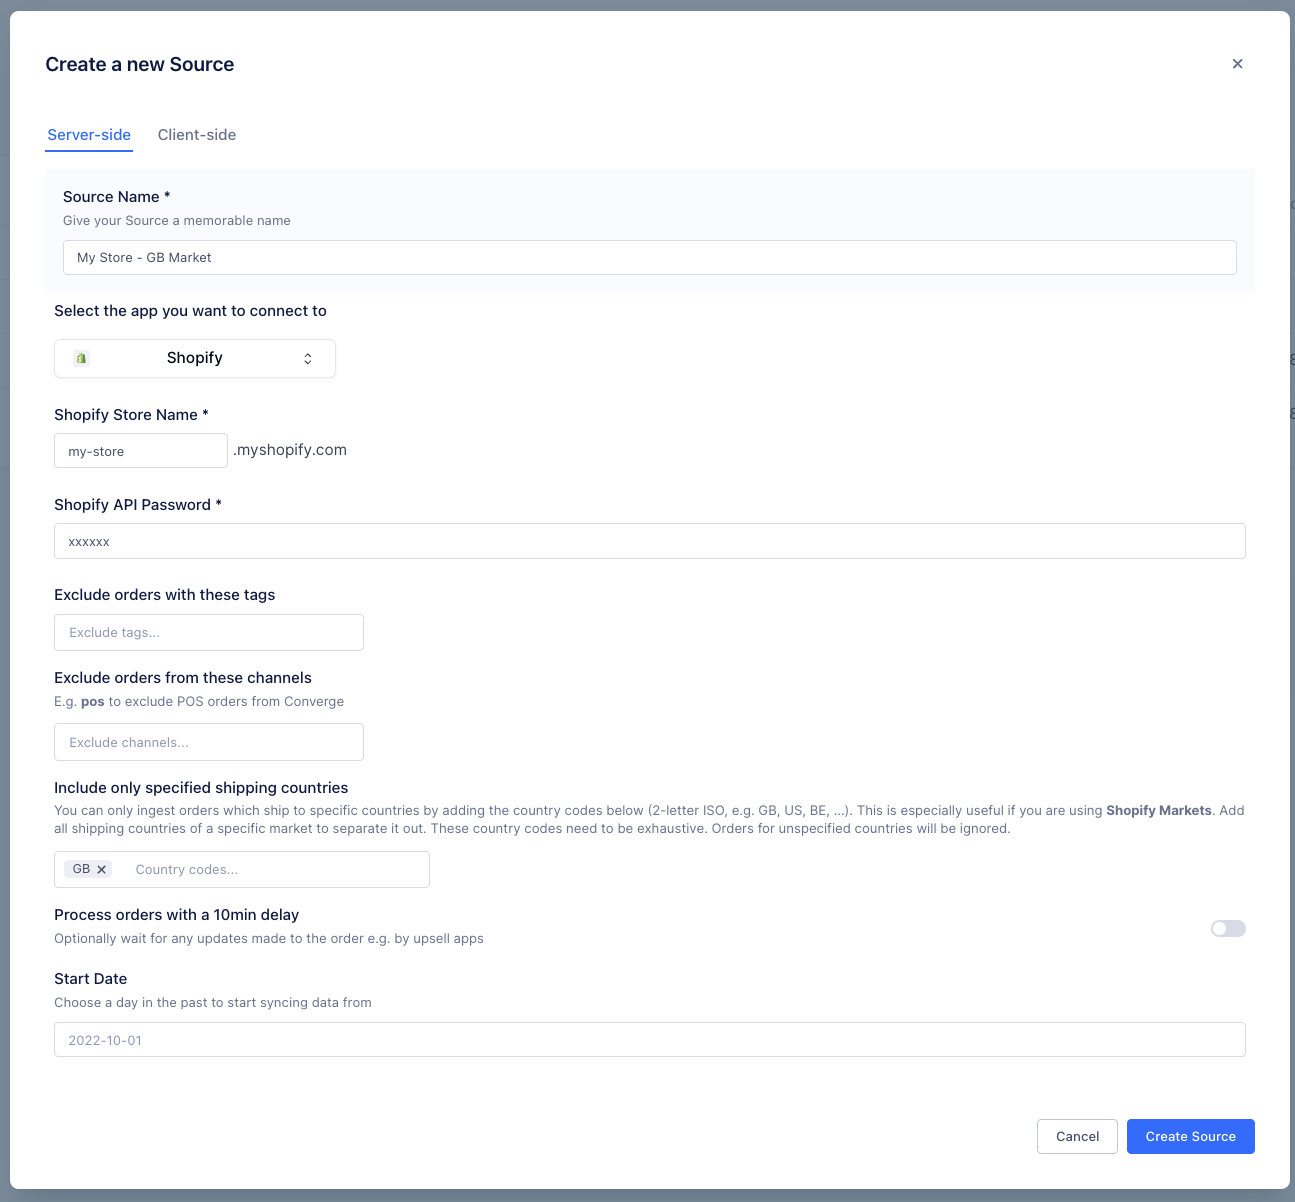 Create a new Source
Server-side Client-side
Source Name *
Give your Source a memorable name
My Store - GB Market
Select the app you want to connect to
Shopify
Shopify Store Name *
my-store .myshopify.com
Shopify API Password *
xxxxxx
Exclude orders with these tags
Exclude tags...
Exclude orders from these channels
E.g. pos to exclude POS orders from Converge
Exclude channels...
Include only specified shipping countries
You can only ingest orders which ship to specific countries by adding the country codes below (2-letter ISO, e.g. GB, US, BE, ...). This is especially useful if you are using Shopify Markets. Add
all shipping countries of a specific market to separate it out. These country codes need to be exhaustive. Orders for unspecified countries will be ignored.
GB Country codes...
Process orders with a 10min delay
Optionally wait for any updates made to the order e.g. by upsell apps
Start Date
Choose a day in the past to start syncing data from
2022-10-01
Cancel Create Source